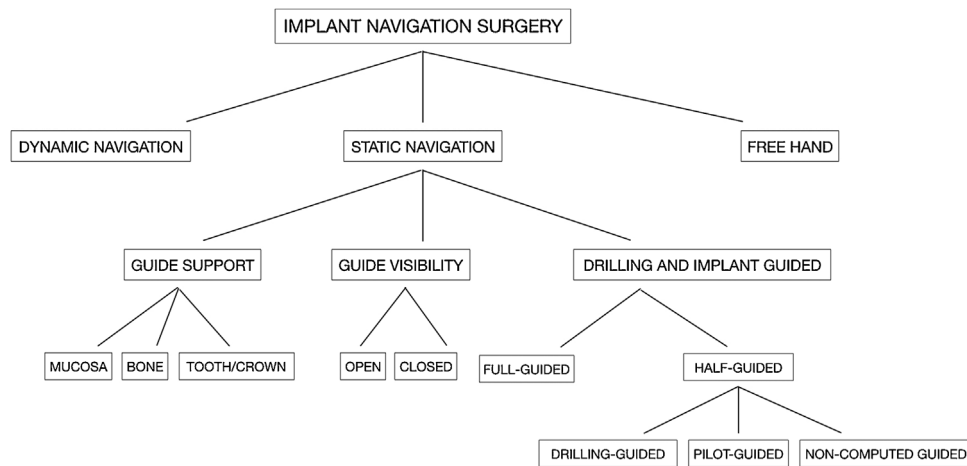 IMPLANT NAVIGATION SURGERY
DYNAMIC NAVIGATION
STATIC NAVIGATION
FREE HAND
GUIDE SUPPORT
GUIDE VISIBILITY
DRILLING AND IMPLANT GUIDED
MUCOSA
BONE
TOOTH/CROWN
OPEN
CLOSED
FULL-GUIDED
HALF-GUIDED
DRILLING-GUIDED
PILOT-GUIDED
NON-COMPUTED GUIDED